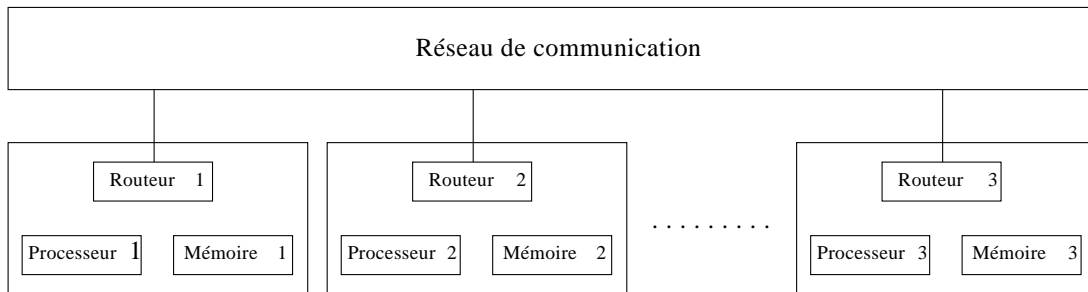 Réseau de communication
Routeur 1
Routeur 2
Routeur 3
. . . . . . . . .
Processeur 1
Mémoire 1
Processeur 2
Mémoire 2
Processeur 3
Mémoire 3